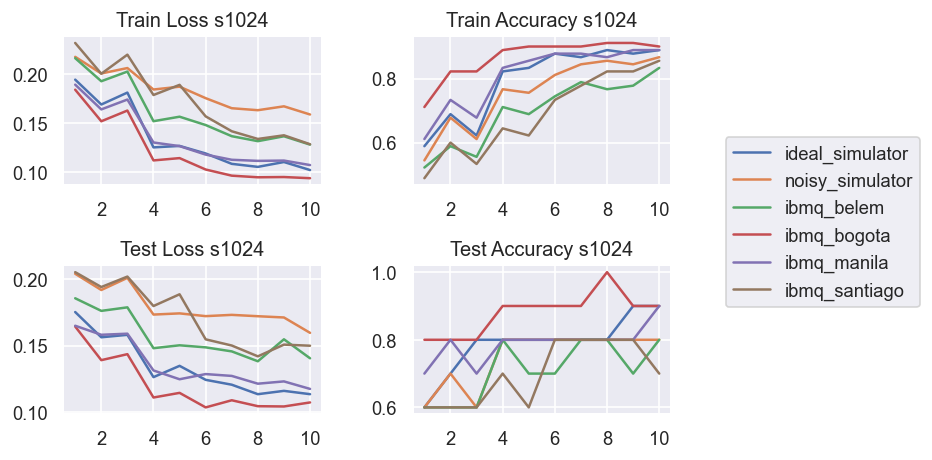 Train Loss s1024
0.20
0.15
0.10
2 4 6 8 10
Train Accuracy s1024
0.8
0.6
2 4 6 8 10
Test Loss s1024
0.20
0.15
0.10
2 4 6 8 10
Test Accuracy s1024
1.0
0.8
0.6
2 4 6 8 10
ideal_simulator
noisy_simulator
ibmq_belem
ibmq_bogota
ibmq_manila
ibmq_santiago